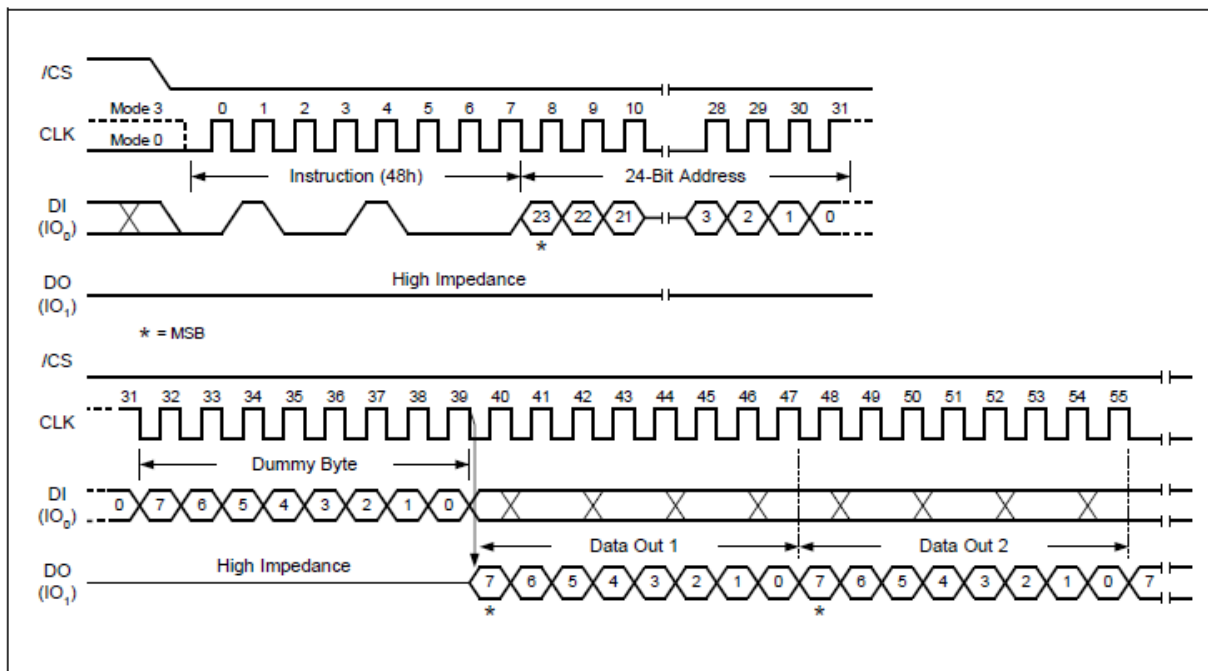 /CS
Mode 3 0 1 2 3 4 5 6 7 8 9 10 28 29 30 31
CLK
Mode 0
Instruction (48h) 24-Bit Address
DI
(IO0) 23 22 21 3 2 1 0
*
DO High Impedance
(IO1)
* = MSB
/CS
31 32 33 34 35 36 37 38 39 40 41 42 43 44 45 46 47 48 49 50 51 52 53 54 55
CLK
Dummy Byte
DI
(IO0) 0 7 6 5 4 3 2 1 0
Data Out 1 Data Out 2
DO High Impedance
(IO1) 7 6 5 4 3 2 1 0 7 6 5 4 3 2 1 0 7
* *